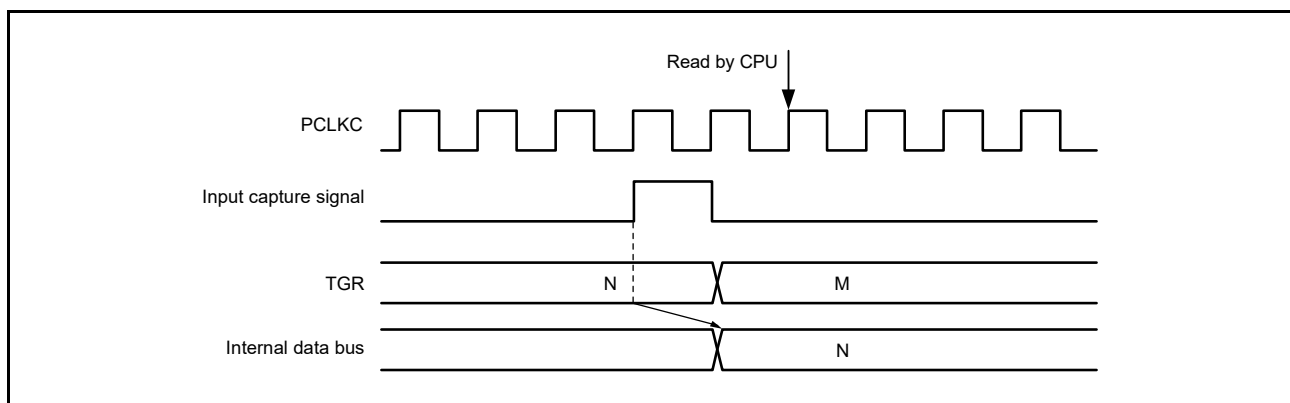 Read by CPU
PCLKC
Input capture signal
TGR
N
M
Internal data bus
N